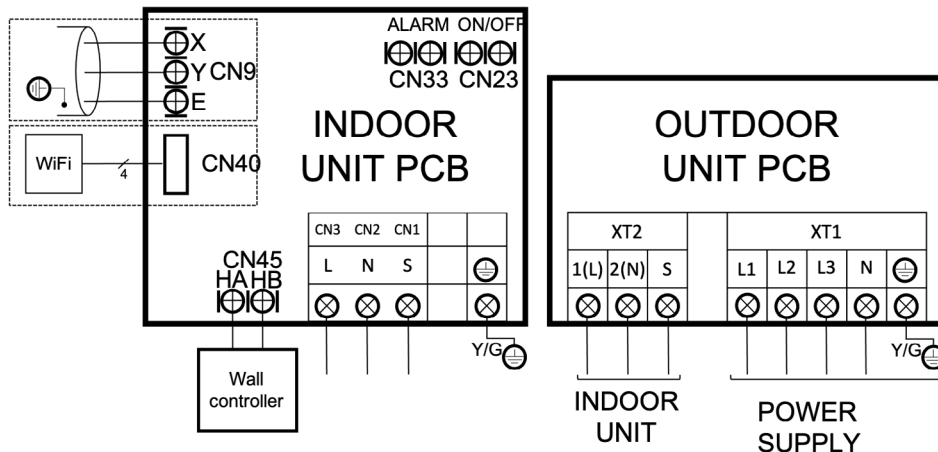 ALARM ON/OFF
CN33 CN23
X
Y CN9
E
INDOOR
UNIT PCB
WiFi
4
CN40
CN45
HA HB
CN3 CN2 CN1
L N S
Y/G
Wall
controller
OUTDOOR
UNIT PCB
XT2 XT1
1(L) 2(N) S L1 L2 L3 N
Y/G
INDOOR
UNIT
POWER
SUPPLY